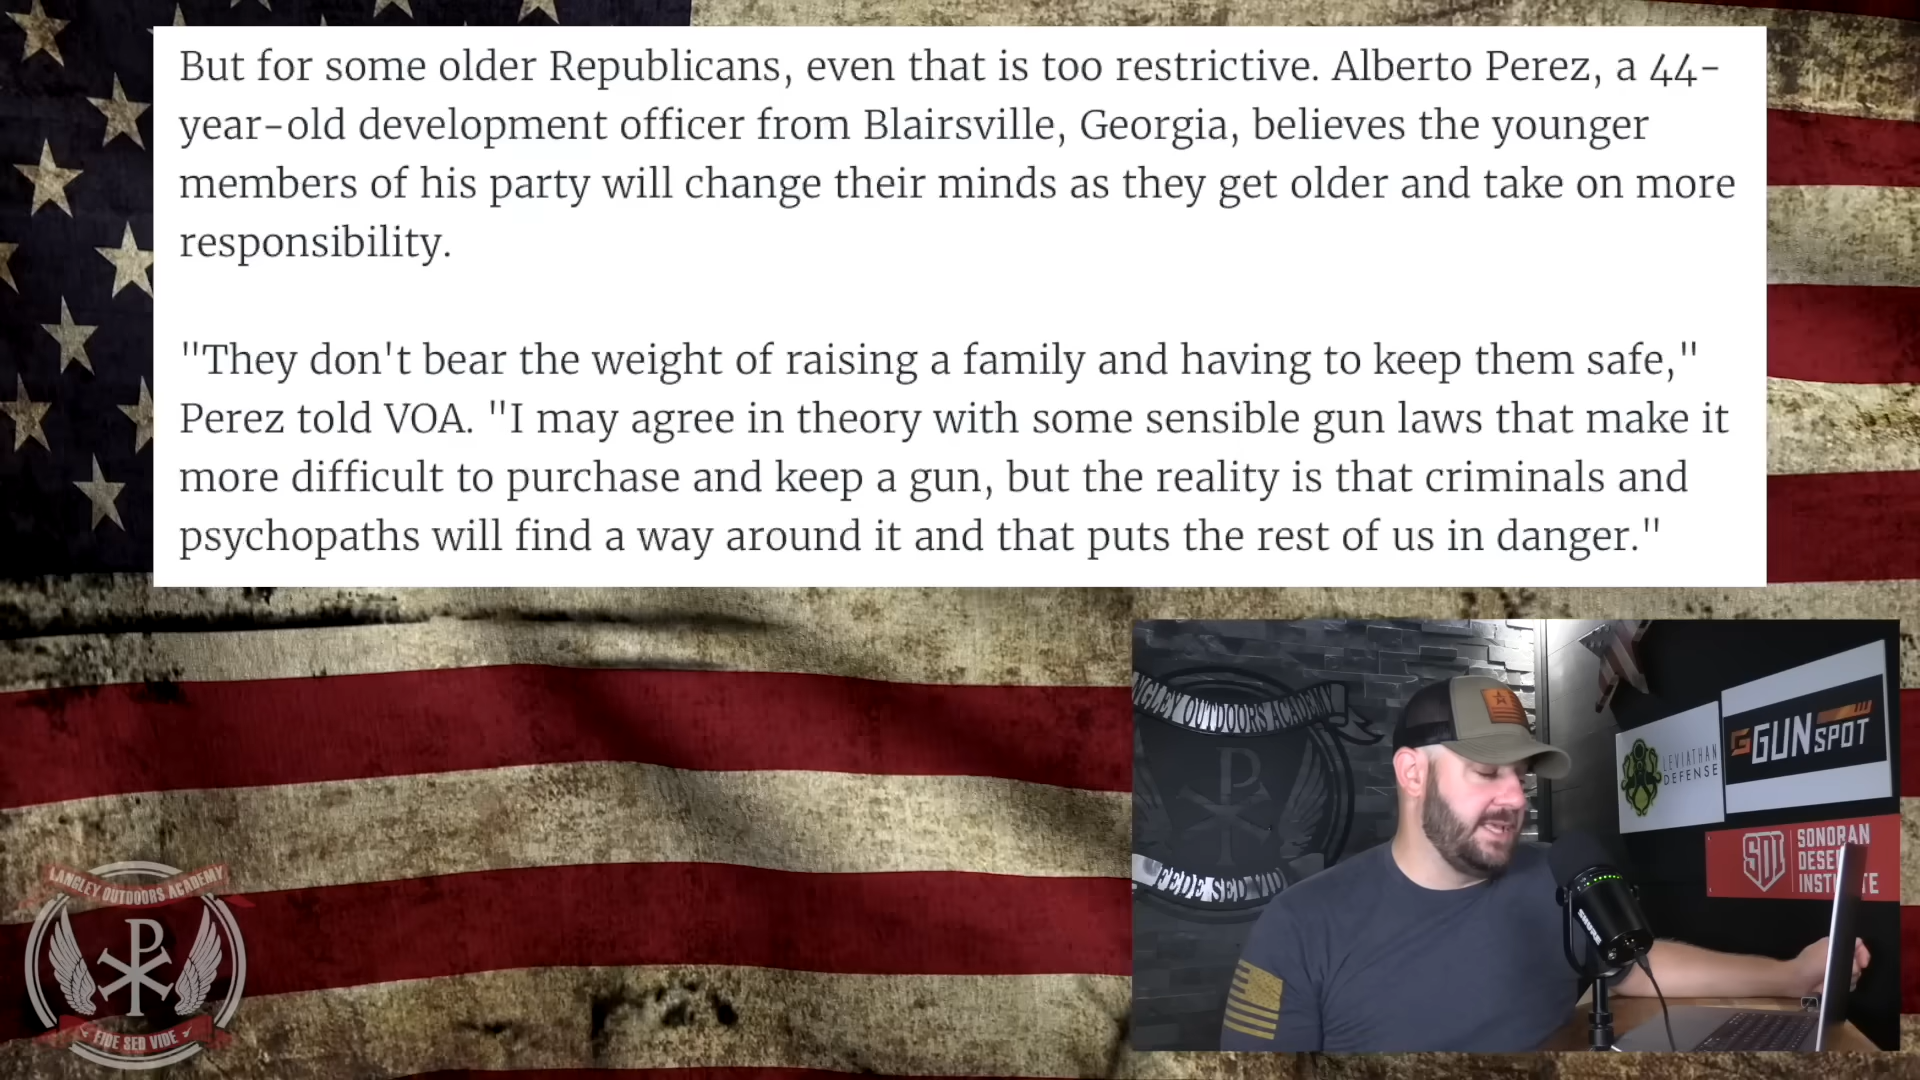 But for some older Republicans, even that is too restrictive. Alberto Perez, a 44-
year-old development officer from Blairsville, Georgia, believes the younger
members of his party will change their minds as they get older and take on more
responsibility.
"They don't bear the weight of raising a family and having to keep them safe,"
Perez told VOA. "I may agree in theory with some sensible gun laws that make it
more difficult to purchase and keep a gun, but the reality is that criminals and
psychopaths will find a way around it and that puts the rest of us in danger."
LANGLEY OUTDOORS ACADEMY
FIDE SED VIDE
NGLEY OUTDOORS ACADEMY
LEVIATHAN
DEFENSE
GUNSPOT
SDI
SONORAN
SHURE